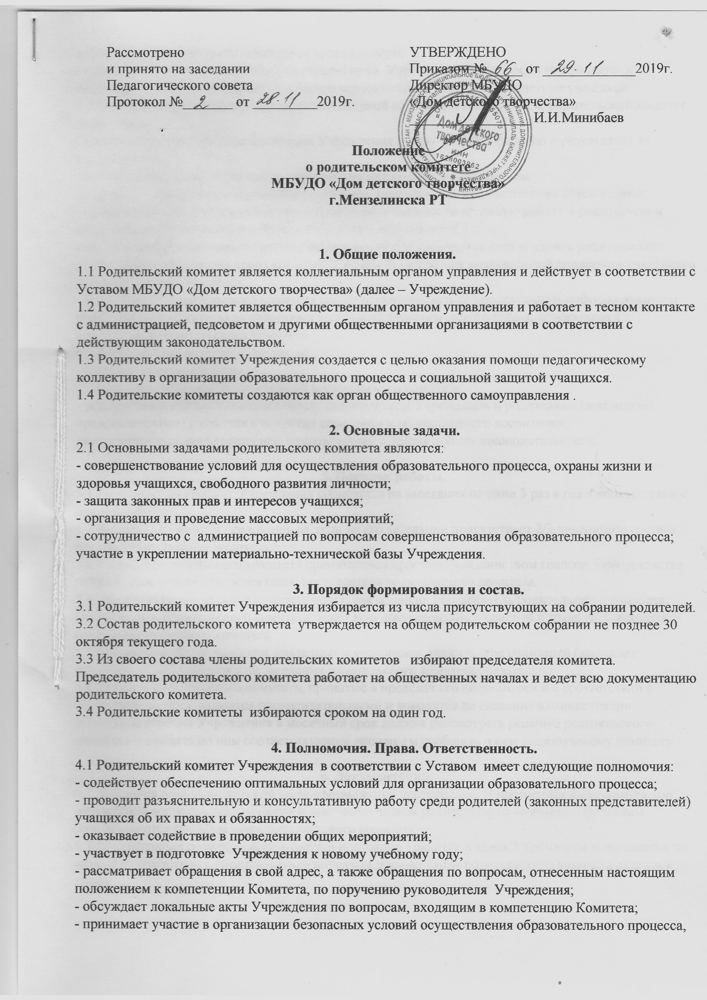 Рассмотрено
и принято на заседании
Педагогического совета
Протокол № 2 от 28.11 2019г.
УТВЕРЖДЕНО
Приказом № 66 от 29.11 2019г.
Директор МБУДО
«Дом детского творчества»
И.И.Минибаев
"Дом детского
творчества"
ИНН
1628003862
Положение
о родительском комитете
МБУДО «Дом детского творчества»
г.Мензелинска РТ
1. Общие положения.
1.1 Родительский комитет является коллегиальным органом управления и действует в соответствии с
Уставом МБУДО «Дом детского творчества» (далее – Учреждение).
1.2 Родительский комитет является общественным органом управления и работает в тесном контакте
с администрацией, педсоветом и другими общественными организациями в соответствии с
действующим законодательством.
1.3 Родительский комитет Учреждения создается с целью оказания помощи педагогическому
коллективу в организации образовательного процесса и социальной защитой учащихся.
1.4 Родительские комитеты создаются как орган общественного самоуправления .
2. Основные задачи.
2.1 Основными задачами родительского комитета являются:
- совершенствование условий для осуществления образовательного процесса, охраны жизни и
здоровья учащихся, свободного развития личности;
- защита законных прав и интересов учащихся;
- организация и проведение массовых мероприятий;
- сотрудничество с  администрацией по вопросам совершенствования образовательного процесса;
участие в укреплении материально-технической базы Учреждения.
3. Порядок формирования и состав.
3.1 Родительский комитет Учреждения избирается из числа присутствующих на собрании родителей.
3.2 Состав родительского комитета  утверждается на общем родительском собрании не позднее 30
октября текущего года.
3.3 Из своего состава члены родительских комитетов   избирают председателя комитета.
Председатель родительского комитета работает на общественных началах и ведет всю документацию
родительского комитета.
3.4 Родительские комитеты  избираются сроком на один год.
4. Полномочия. Права. Ответственность.
4.1 Родительский комитет Учреждения  в соответствии с Уставом  имеет следующие полномочия:
- содействует обеспечению оптимальных условий для организации образовательного процесса;
- проводит разъяснительную и консультативную работу среди родителей (законных представителей)
учащихся об их правах и обязанностях;
- оказывает содействие в проведении общих мероприятий;
- участвует в подготовке  Учреждения к новому учебному году;
- рассматривает обращения в свой адрес, а также обращения по вопросам, отнесенным настоящим
положением к компетенции Комитета, по поручению руководителя  Учреждения;
- обсуждает локальные акты Учреждения по вопросам, входящим в компетенцию Комитета;
- принимает участие в организации безопасных условий осуществления образовательного процесса,